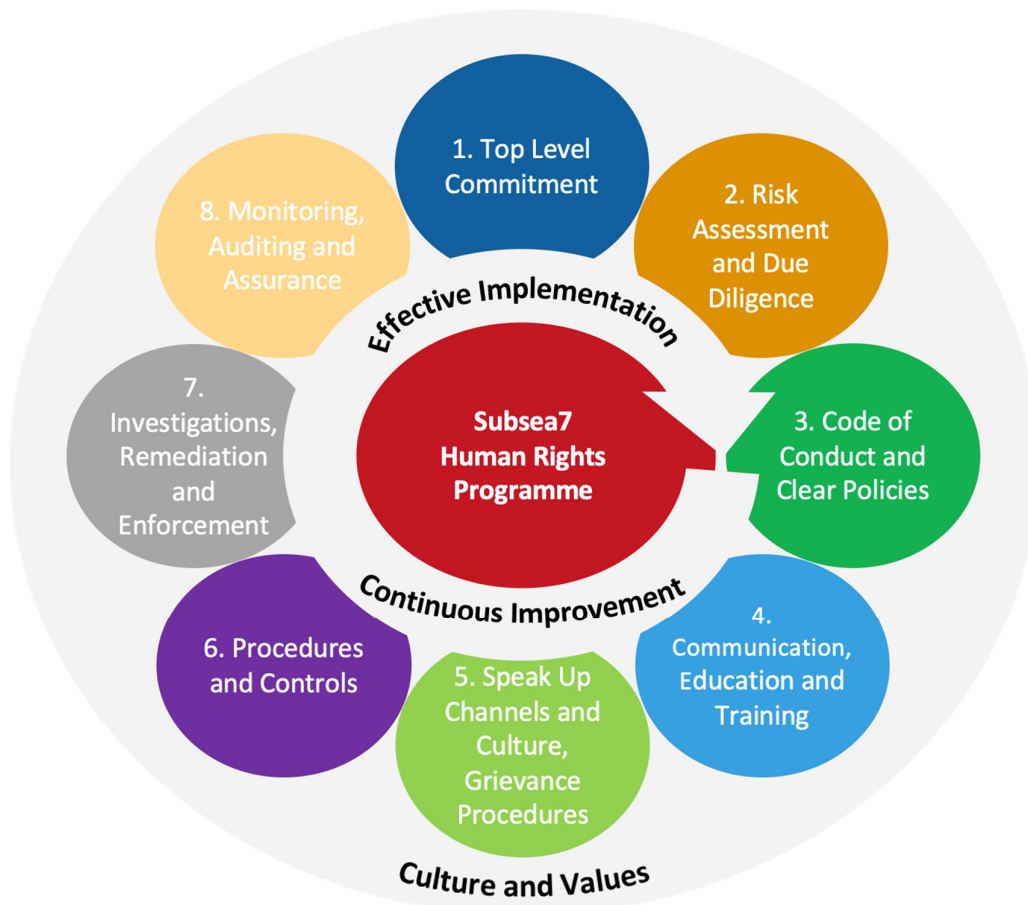 1. Top Level
Commitment
2. Risk
Assessment
and Due
Diligence
3. Code of
Conduct and
Clear Policies
4.
Communication,
Education and
Training
5. Speak Up
Channels and
Culture,
Grievance
Procedures
6. Procedures
and Controls
7.
Investigations,
Remediation
and
Enforcement
8. Monitoring,
Auditing and
Assurance
Effective Implementation
Subsea7
Human Rights
Programme
Continuous Improvement
Culture and Values